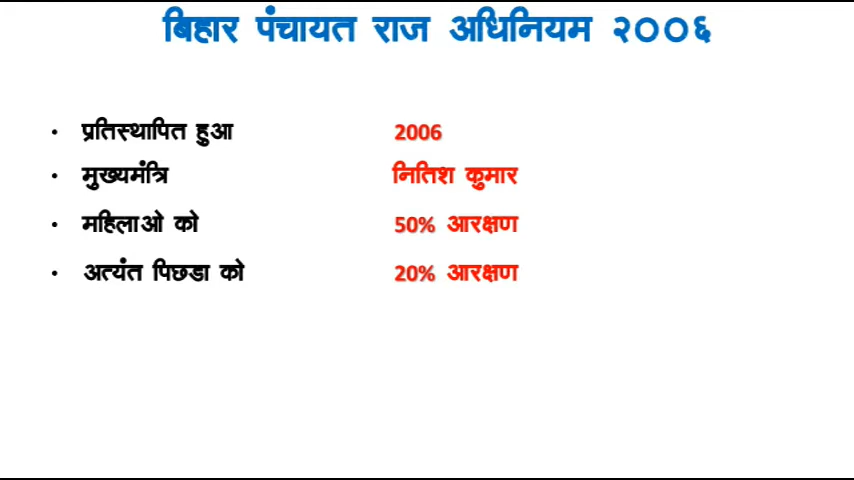 बिहार पंचायत राज अधिनियम २००६
• प्रतिस्थापित हुआ 2006
• मुख्यमंत्रि नितिश कुमार
• महिलाओ को 50% आरक्षण
• अत्यंत पिछडा को 20% आरक्षण